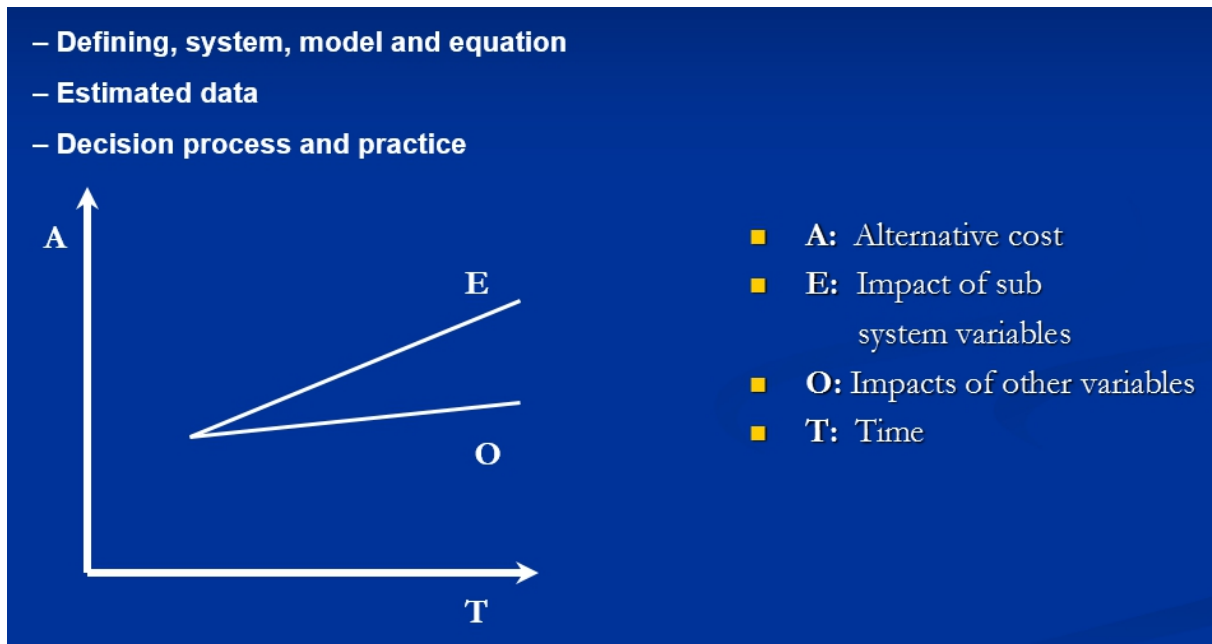 – Defining, system, model and equation
– Estimated data
– Decision process and practice
A
E
O
T
A: Alternative cost
E: Impact of sub
system variables
O: Impacts of other variables
T: Time